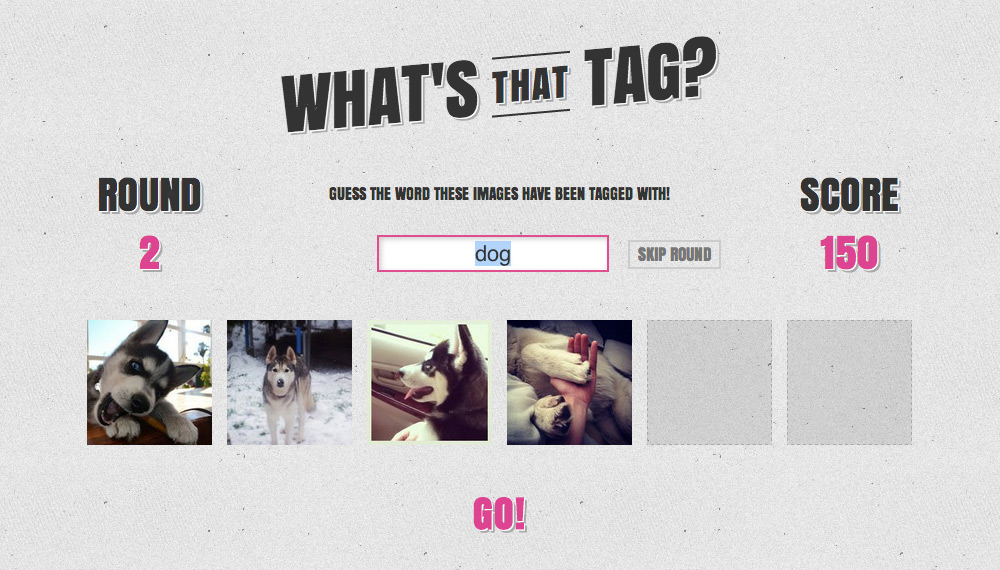 WHAT'S THAT TAG?
ROUND
GUESS THE WORD THESE IMAGES HAVE BEEN TAGGED WITH!
SCORE
2
dog
SKIP ROUND
150
GO!